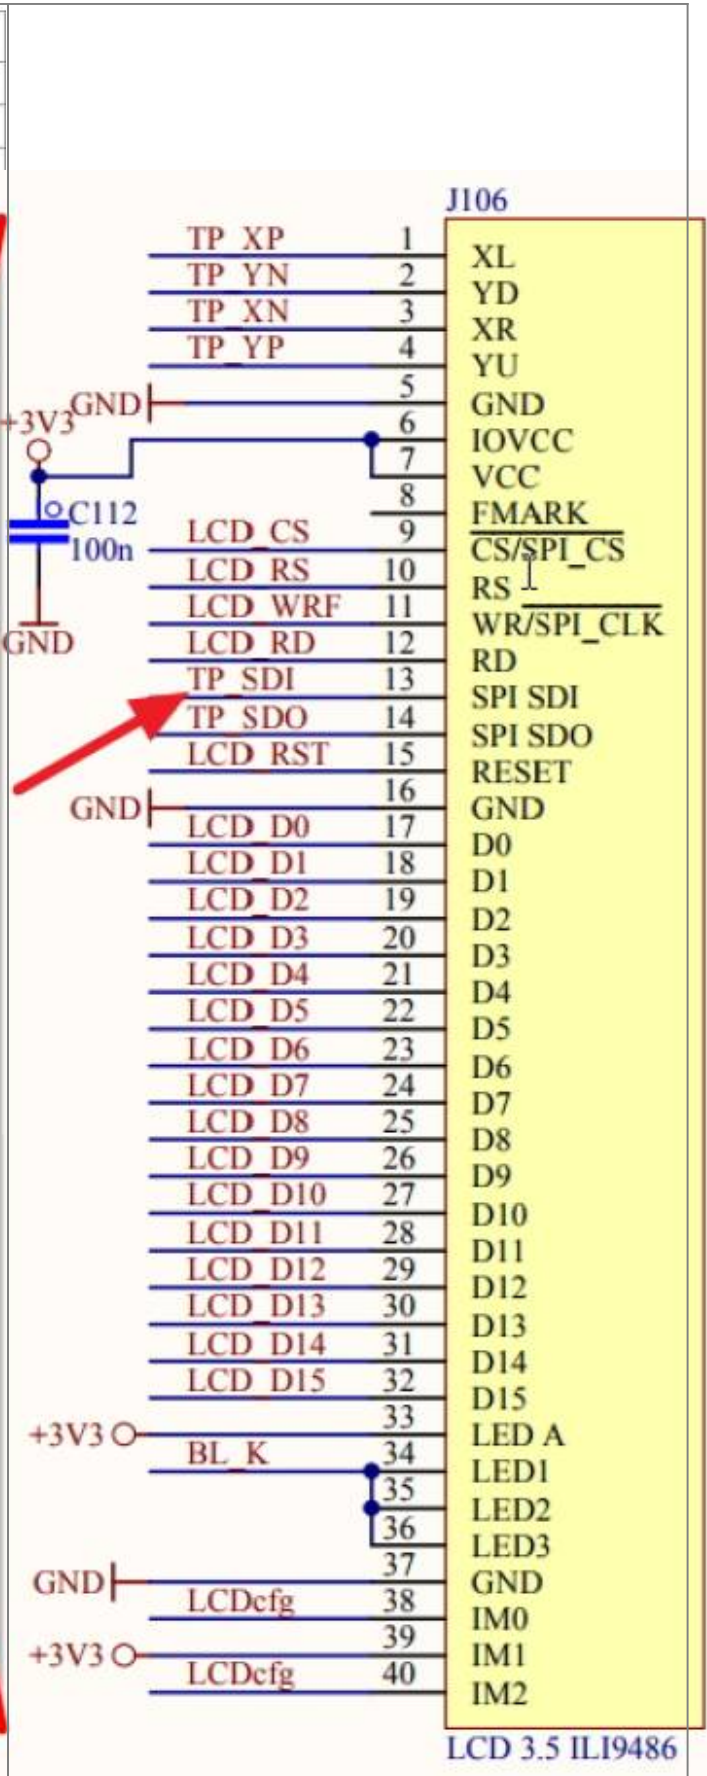 J106
TP_XP 1 XL
TP_YN 2 YD
TP_XN 3 XR
TP_YP 4 YU
GND 5 GND
+3V3 6 IOVCC
7 VCC
8 FMARK
C112
100n
GND
LCD_CS 9 CS/SPI_CS
LCD_RS 10 RS
LCD_WRF 11 WR/SPI_CLK
LCD_RD 12 RD
TP_SDI 13 SPI SDI
TP_SDO 14 SPI SDO
LCD_RST 15 RESET
GND 16 GND
LCD_D0 17 D0
LCD_D1 18 D1
LCD_D2 19 D2
LCD_D3 20 D3
LCD_D4 21 D4
LCD_D5 22 D5
LCD_D6 23 D6
LCD_D7 24 D7
LCD_D8 25 D8
LCD_D9 26 D9
LCD_D10 27 D10
LCD_D11 28 D11
LCD_D12 29 D12
LCD_D13 30 D13
LCD_D14 31 D14
LCD_D15 32 D15
+3V3 33 LED A
BL_K 34 LED1
35 LED2
36 LED3
GND 37 GND
LCDcfg 38 IM0
+3V3 39 IM1
LCDcfg 40 IM2
LCD 3.5 ILI9486